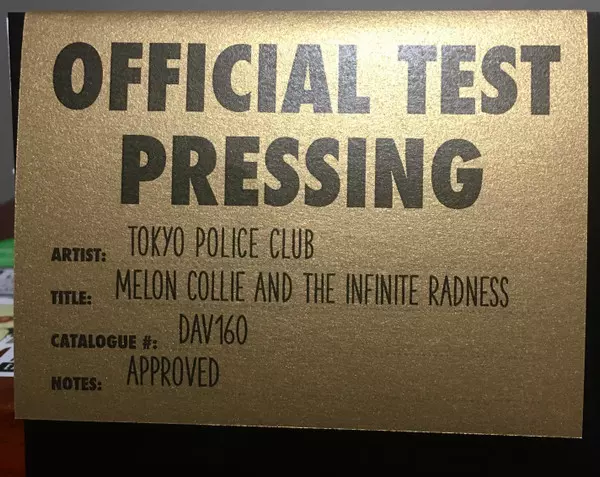 OFFICIAL TEST
PRESSING
ARTIST: TOKYO POLICE CLUB
TITLE: MELON COLLIE AND THE INFINITE RADNESS
CATALOGUE #: DAV160
NOTES: APPROVED